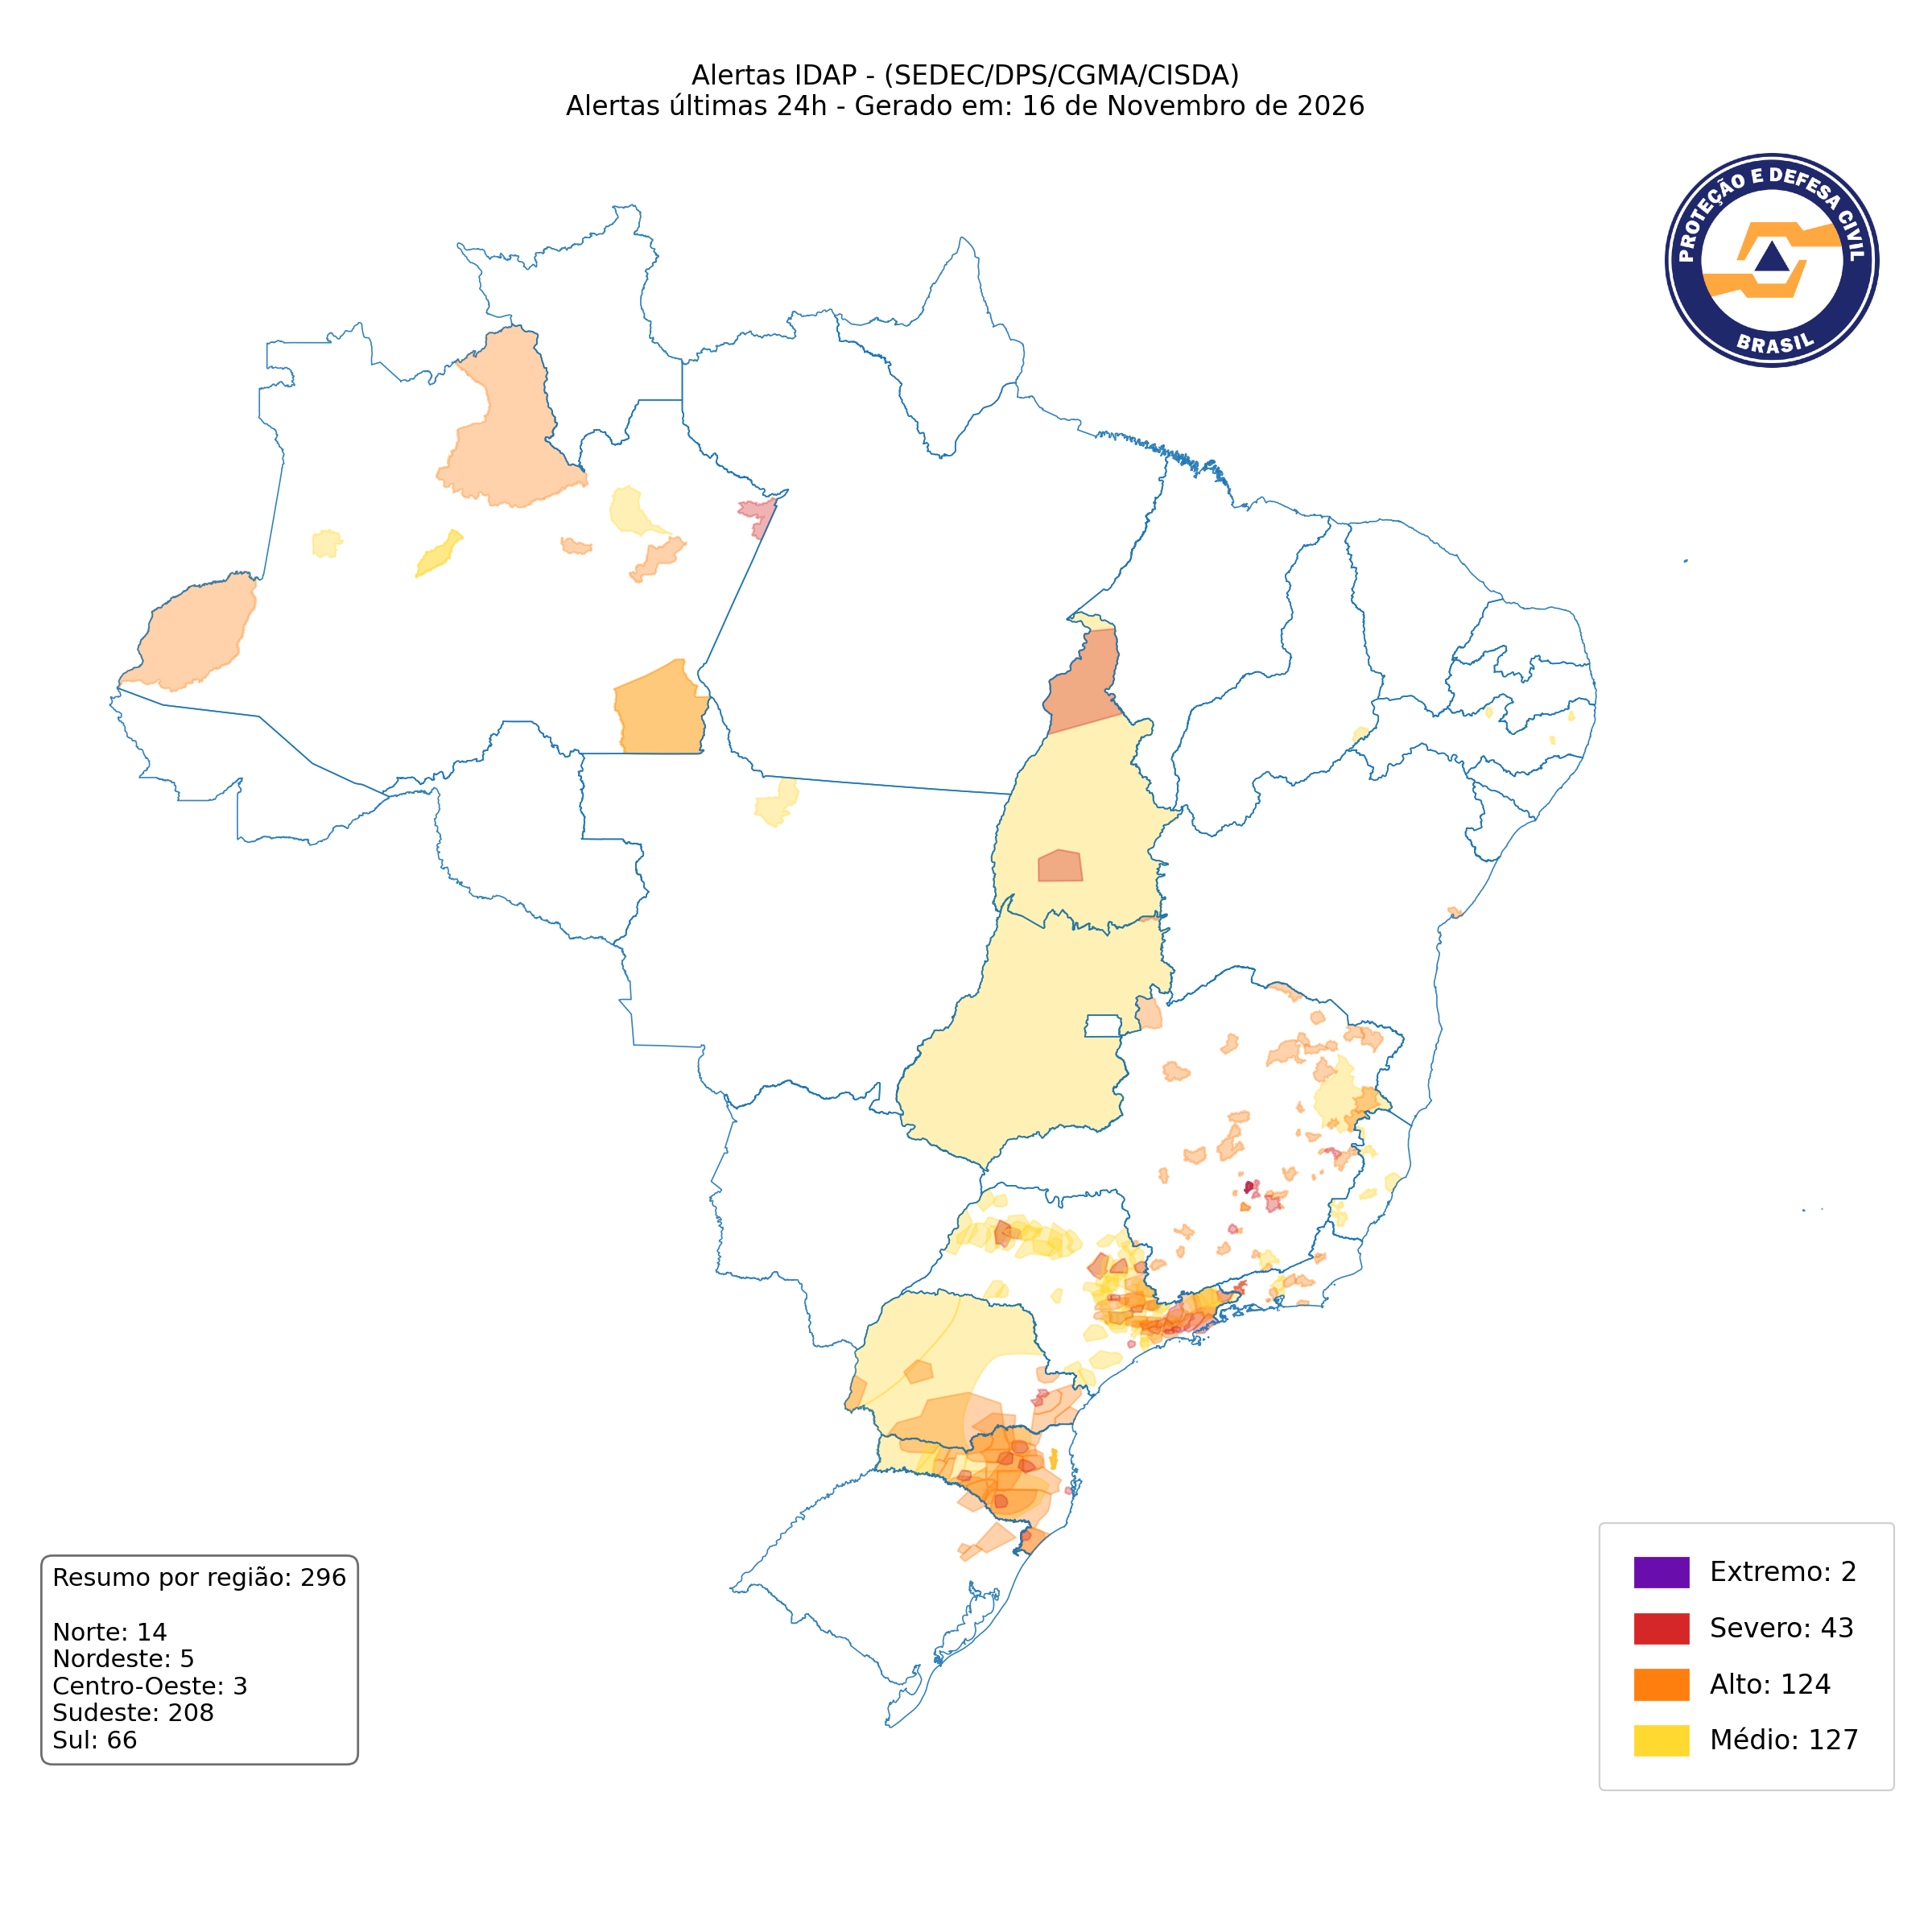 Alertas IDAP - (SEDEC/DPS/CGMA/CISDA)
Alertas últimas 24h - Gerado em: 16 de Novembro de 2026
PROTEÇÃO E DEFESA CIVIL
BRASIL
Resumo por região: 296
Norte: 14
Nordeste: 5
Centro-Oeste: 3
Sudeste: 208
Sul: 66
Extremo: 2
Severo: 43
Alto: 124
Médio: 127